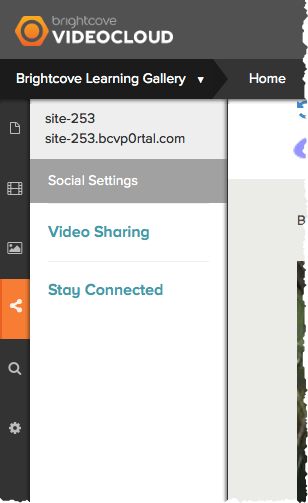 brightcove
VIDEOCLOUD
Brightcove Learning Gallery ▼ Home
site-253
site-253.bcvp0rtal.com
Social Settings
B
Video Sharing
Stay Connected